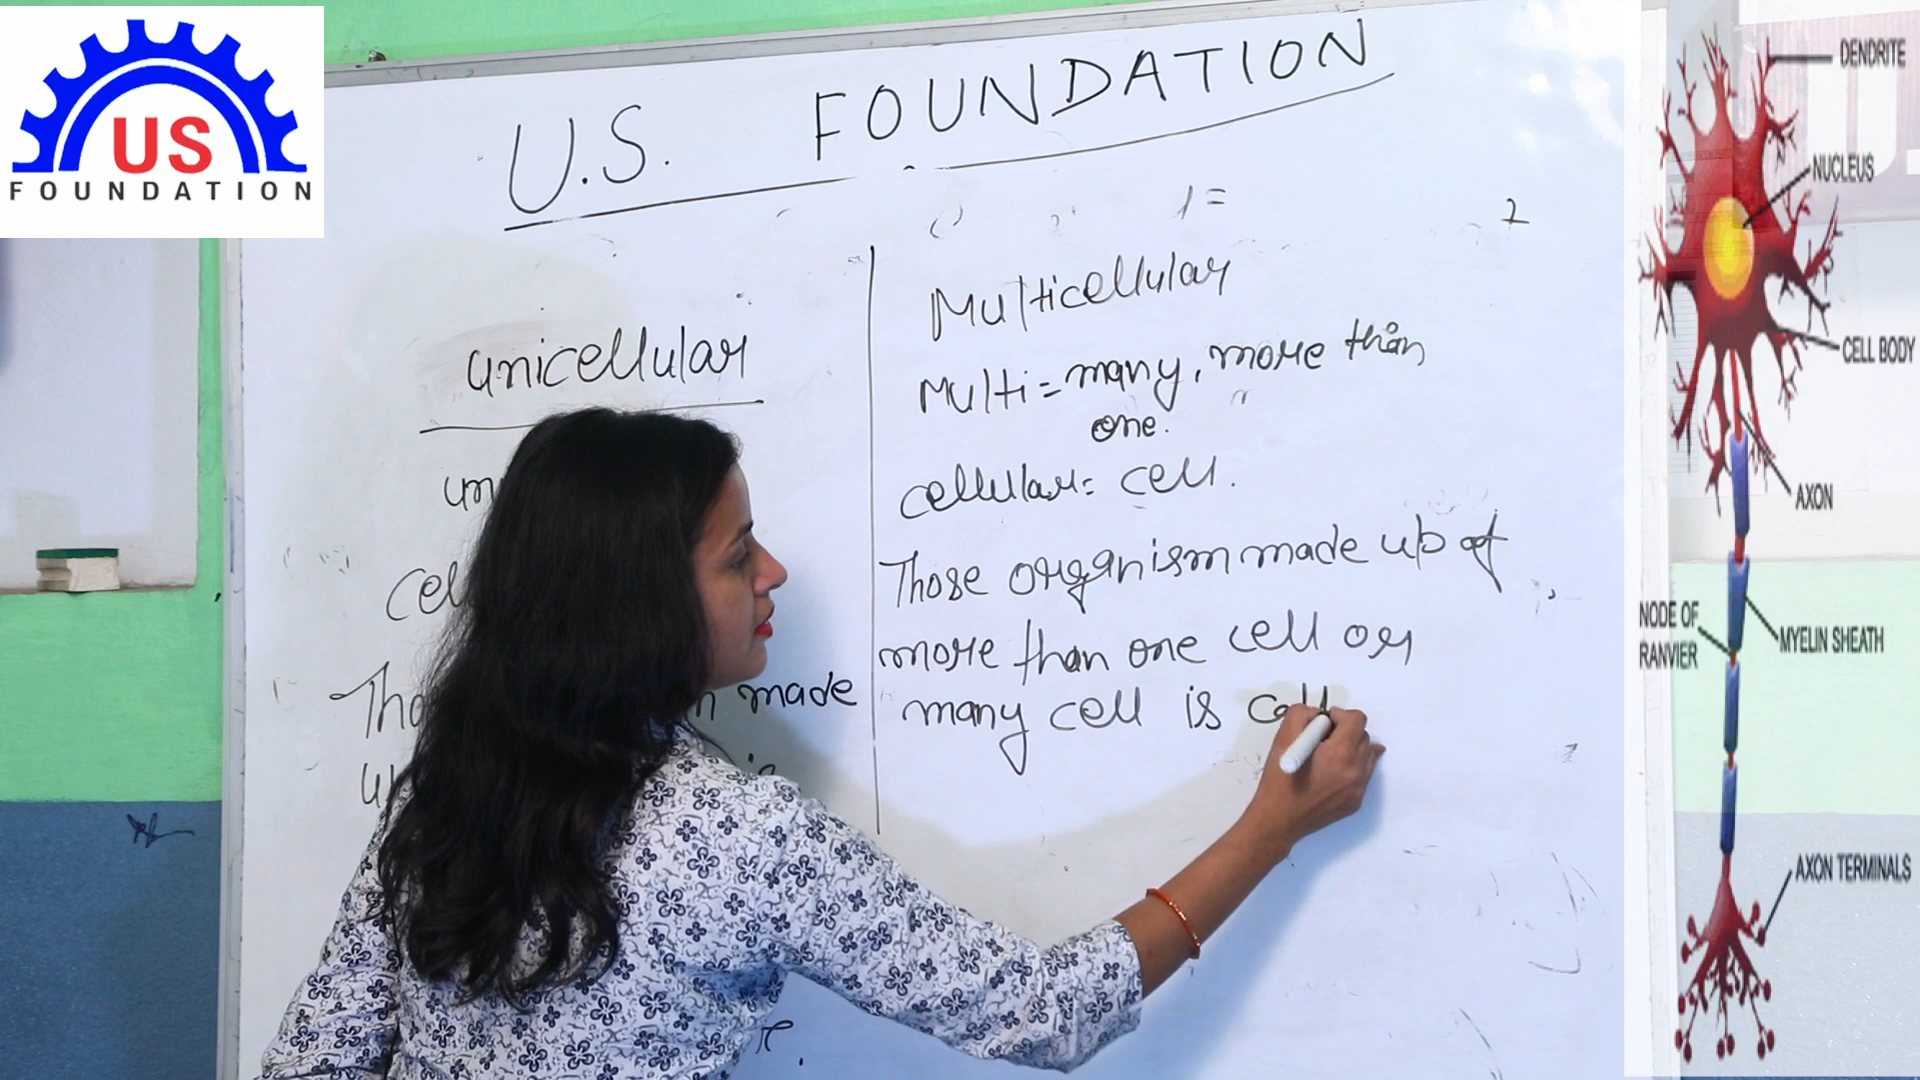 US
FOUNDATION
U.S. FOUNDATION
1 =
2
unicellular
made
Multicellular
Multi = many, more than
one.
cellular = cell.
Those organism made up of
more than one cell or
many cell is
DENDRITE
NUCLEUS
CELL BODY
AXON
NODE OF
RANVIER
MYELIN SHEATH
AXON TERMINALS